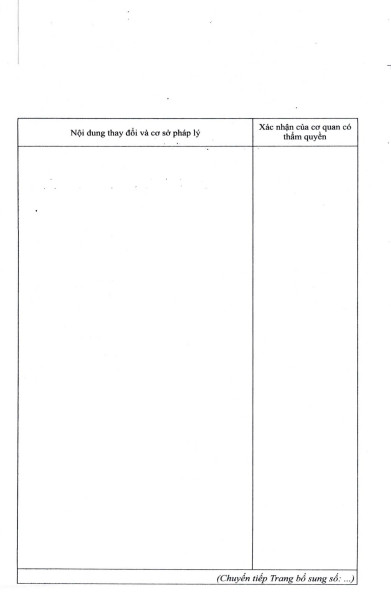 Nội dung thay đổi và cơ sở pháp lý
Xác nhận của cơ quan có
thẩm quyền
(Chuyển tiếp Trang bổ sung số: ...)